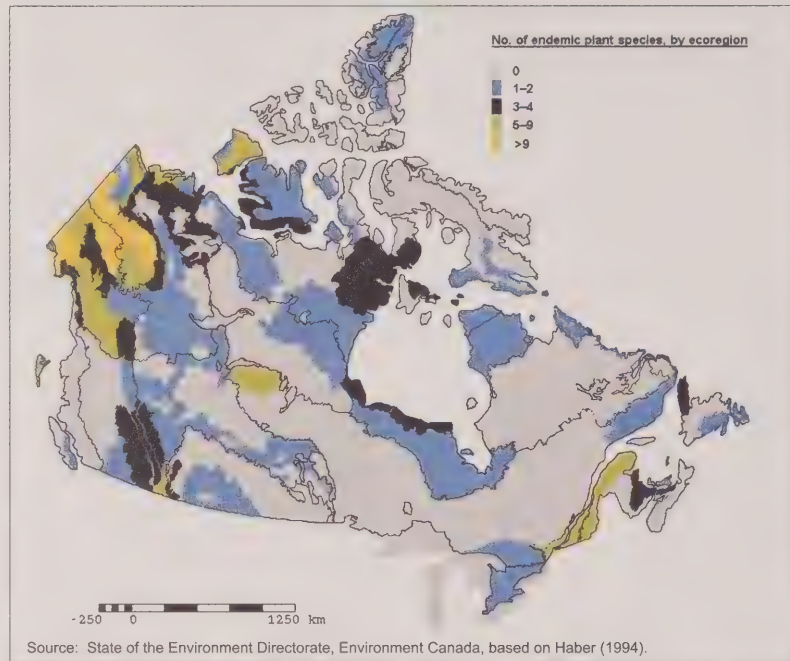 No. of endemic plant species, by ecoregion
0
1–2
3–4
5–9
>9
-250 0 1250 km
Source: State of the Environment Directorate, Environment Canada, based on Haber (1994).